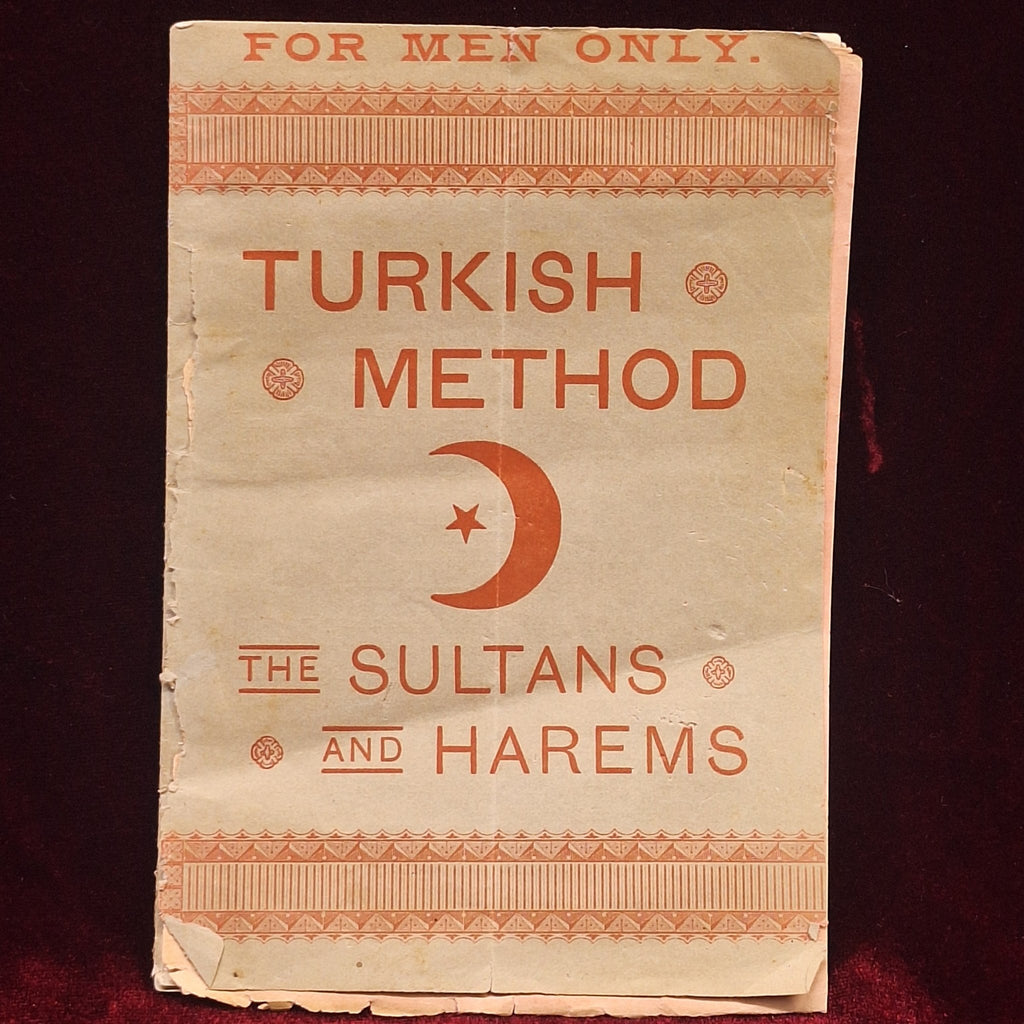 FOR MEN ONLY.
TURKISH
METHOD
THE SULTANS
AND HAREMS